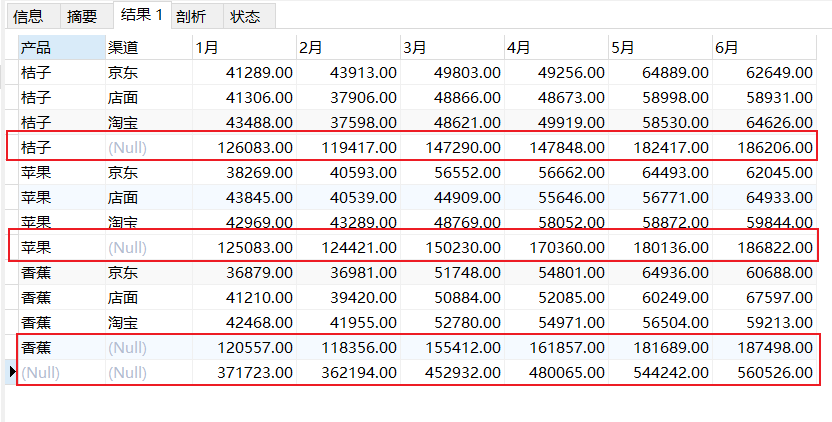 信息 摘要 结果 1 剖析 状态
产品 渠道 1月 2月 3月 4月 5月 6月
桔子 京东 41289.00 43913.00 49803.00 49256.00 64889.00 62649.00
桔子 店面 41306.00 37906.00 48866.00 48673.00 58998.00 58931.00
桔子 淘宝 43488.00 37598.00 48621.00 49919.00 58530.00 64626.00
桔子 (Null) 126083.00 119417.00 147290.00 147848.00 182417.00 186206.00
苹果 京东 38269.00 40593.00 56552.00 56662.00 64493.00 62045.00
苹果 店面 43845.00 40539.00 44909.00 55646.00 56771.00 64933.00
苹果 淘宝 42969.00 43289.00 48769.00 58052.00 58872.00 59844.00
苹果 (Null) 125083.00 124421.00 150230.00 170360.00 180136.00 186822.00
香蕉 京东 36879.00 36981.00 51748.00 54801.00 64936.00 60688.00
香蕉 店面 41210.00 39420.00 50884.00 52085.00 60249.00 67597.00
香蕉 淘宝 42468.00 41955.00 52780.00 54971.00 56504.00 59213.00
香蕉 (Null) 120557.00 118356.00 155412.00 161857.00 181689.00 187498.00
(Null) (Null) 371723.00 362194.00 452932.00 480065.00 544242.00 560526.00